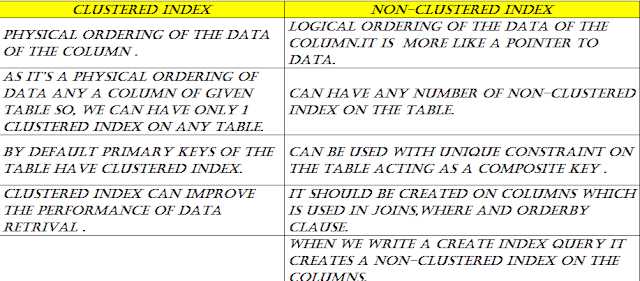 CLUSTERED INDEX
NON-CLUSTERED INDEX
PHYSICAL ORDERING OF THE DATA
OF THE COLUMN .
LOGICAL ORDERING OF THE DATA OF THE
COLUMN.IT IS MORE LIKE A POINTER TO
DATA.
AS IT'S A PHYSICAL ORDERING OF
DATA ANY A COLUMN OF GIVEN
TABLE SO, WE CAN HAVE ONLY 1
CLUSTERED INDEX ON ANY TABLE.
CAN HAVE ANY NUMBER OF NON-CLUSTERED
INDEX ON THE TABLE.
BY DEFAULT PRIMARY KEYS OF THE
TABLE HAVE CLUSTERED INDEX.
CAN BE USED WITH UNIQUE CONSTRAINT ON
THE TABLE ACTING AS A COMPOSITE KEY .
CLUSTERED INDEX CAN IMPROVE
THE PERFORMANCE OF DATA
RETRIVAL .
IT SHOULD BE CREATED ON COLUMNS WHICH
IS USED IN JOINS,WHERE AND ORDERBY
CLAUSE.
WHEN WE WRITE A CREATE INDEX QUERY IT
CREATES A NON-CLUSTERED INDEX ON THE
COLUMNS.